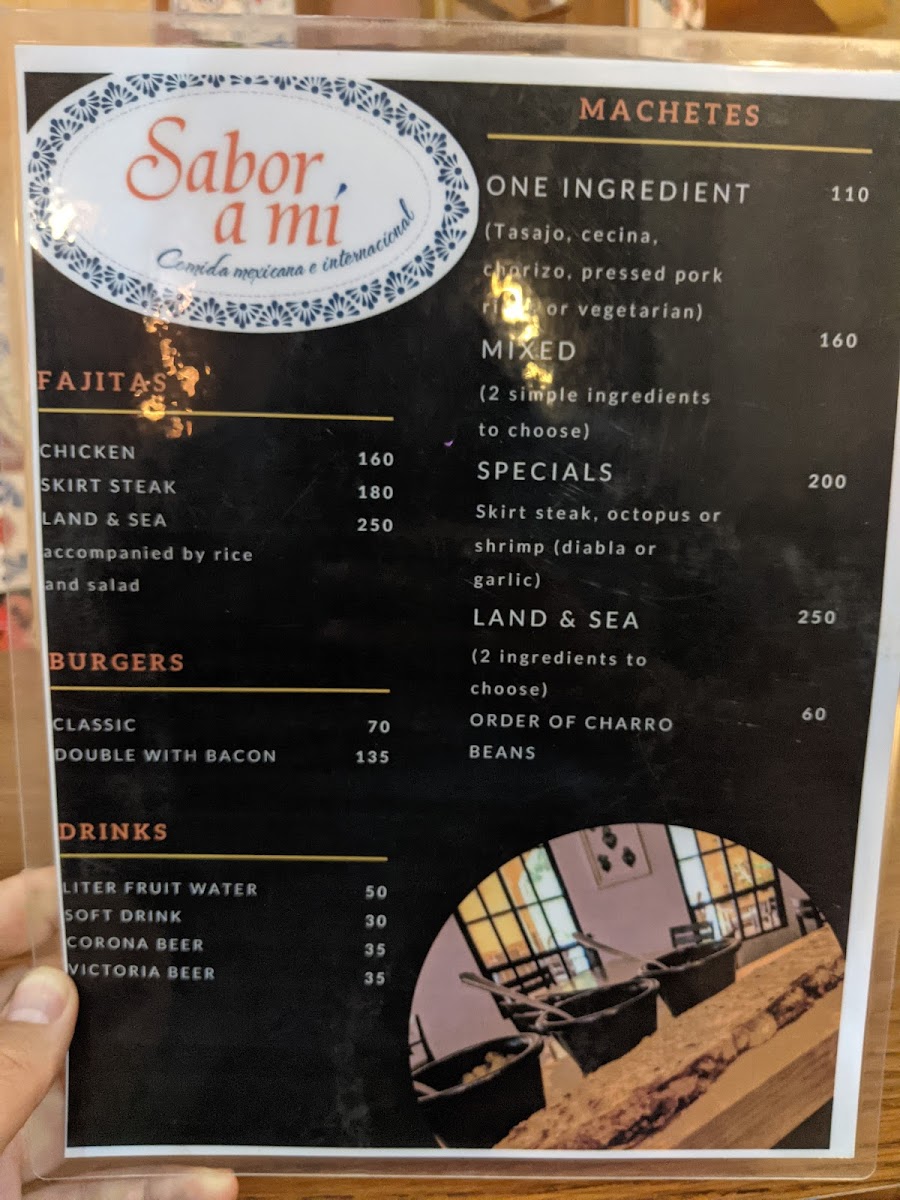 Sabor
a mí
Comida mexicana e internacional
FAJITAS
CHICKEN 160
SKIRT STEAK 180
LAND & SEA 250
accompanied by rice
and salad
BURGERS
CLASSIC 70
DOUBLE WITH BACON 135
DRINKS
LITER FRUIT WATER 50
SOFT DRINK 30
CORONA BEER 35
VICTORIA BEER 35
MACHETES
ONE INGREDIENT 110
(Tasajo, cecina,
chorizo, pressed pork
or vegetarian)
MIXED 160
(2 simple ingredients
to choose)
SPECIALS 200
Skirt steak, octopus or
shrimp (diabla or
garlic)
LAND & SEA 250
(2 ingredients to
choose)
ORDER OF CHARRO 60
BEANS